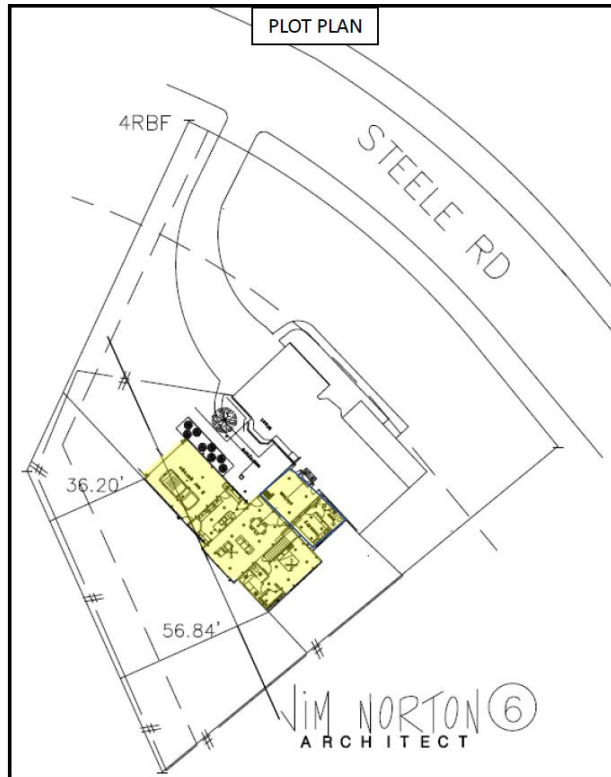 PLOT PLAN
4RBF
STEELE RD
36.20'
56.84'
JIM NORTON 6
ARCHITECT